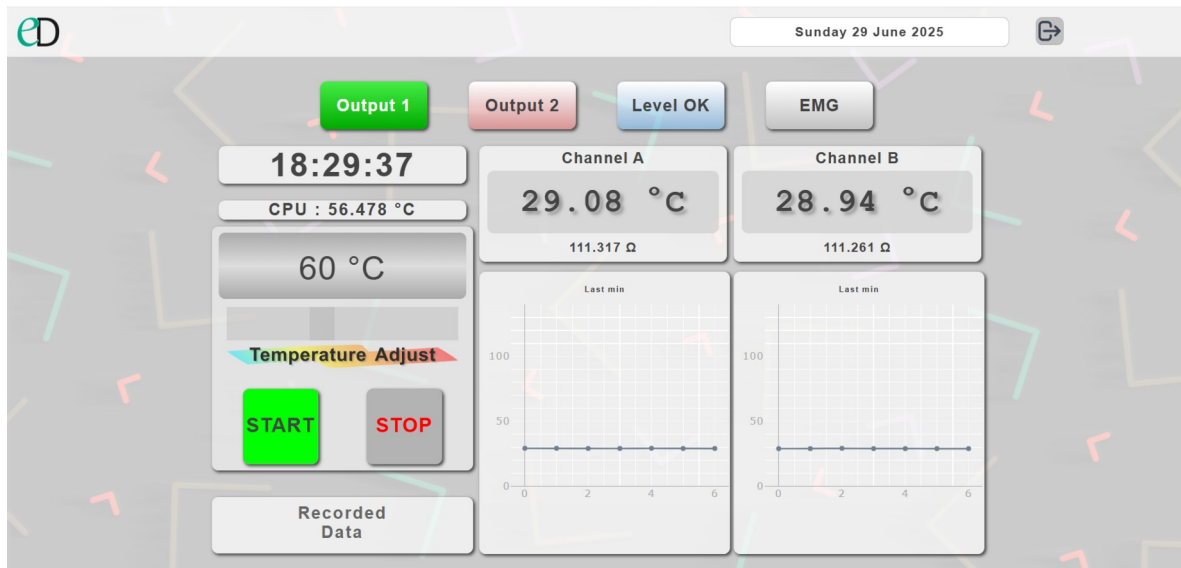 eD
Sunday 29 June 2025
Output 1
Output 2
Level OK
EMG
18:29:37
CPU : 56.478 °C
60 °C
Temperature Adjust
START
STOP
Recorded
Data
Channel A
29.08 °C
111.317 Ω
Channel B
28.94 °C
111.261 Ω
Last min
100
50
0
0 2 4 6
Last min
100
50
0
0 2 4 6